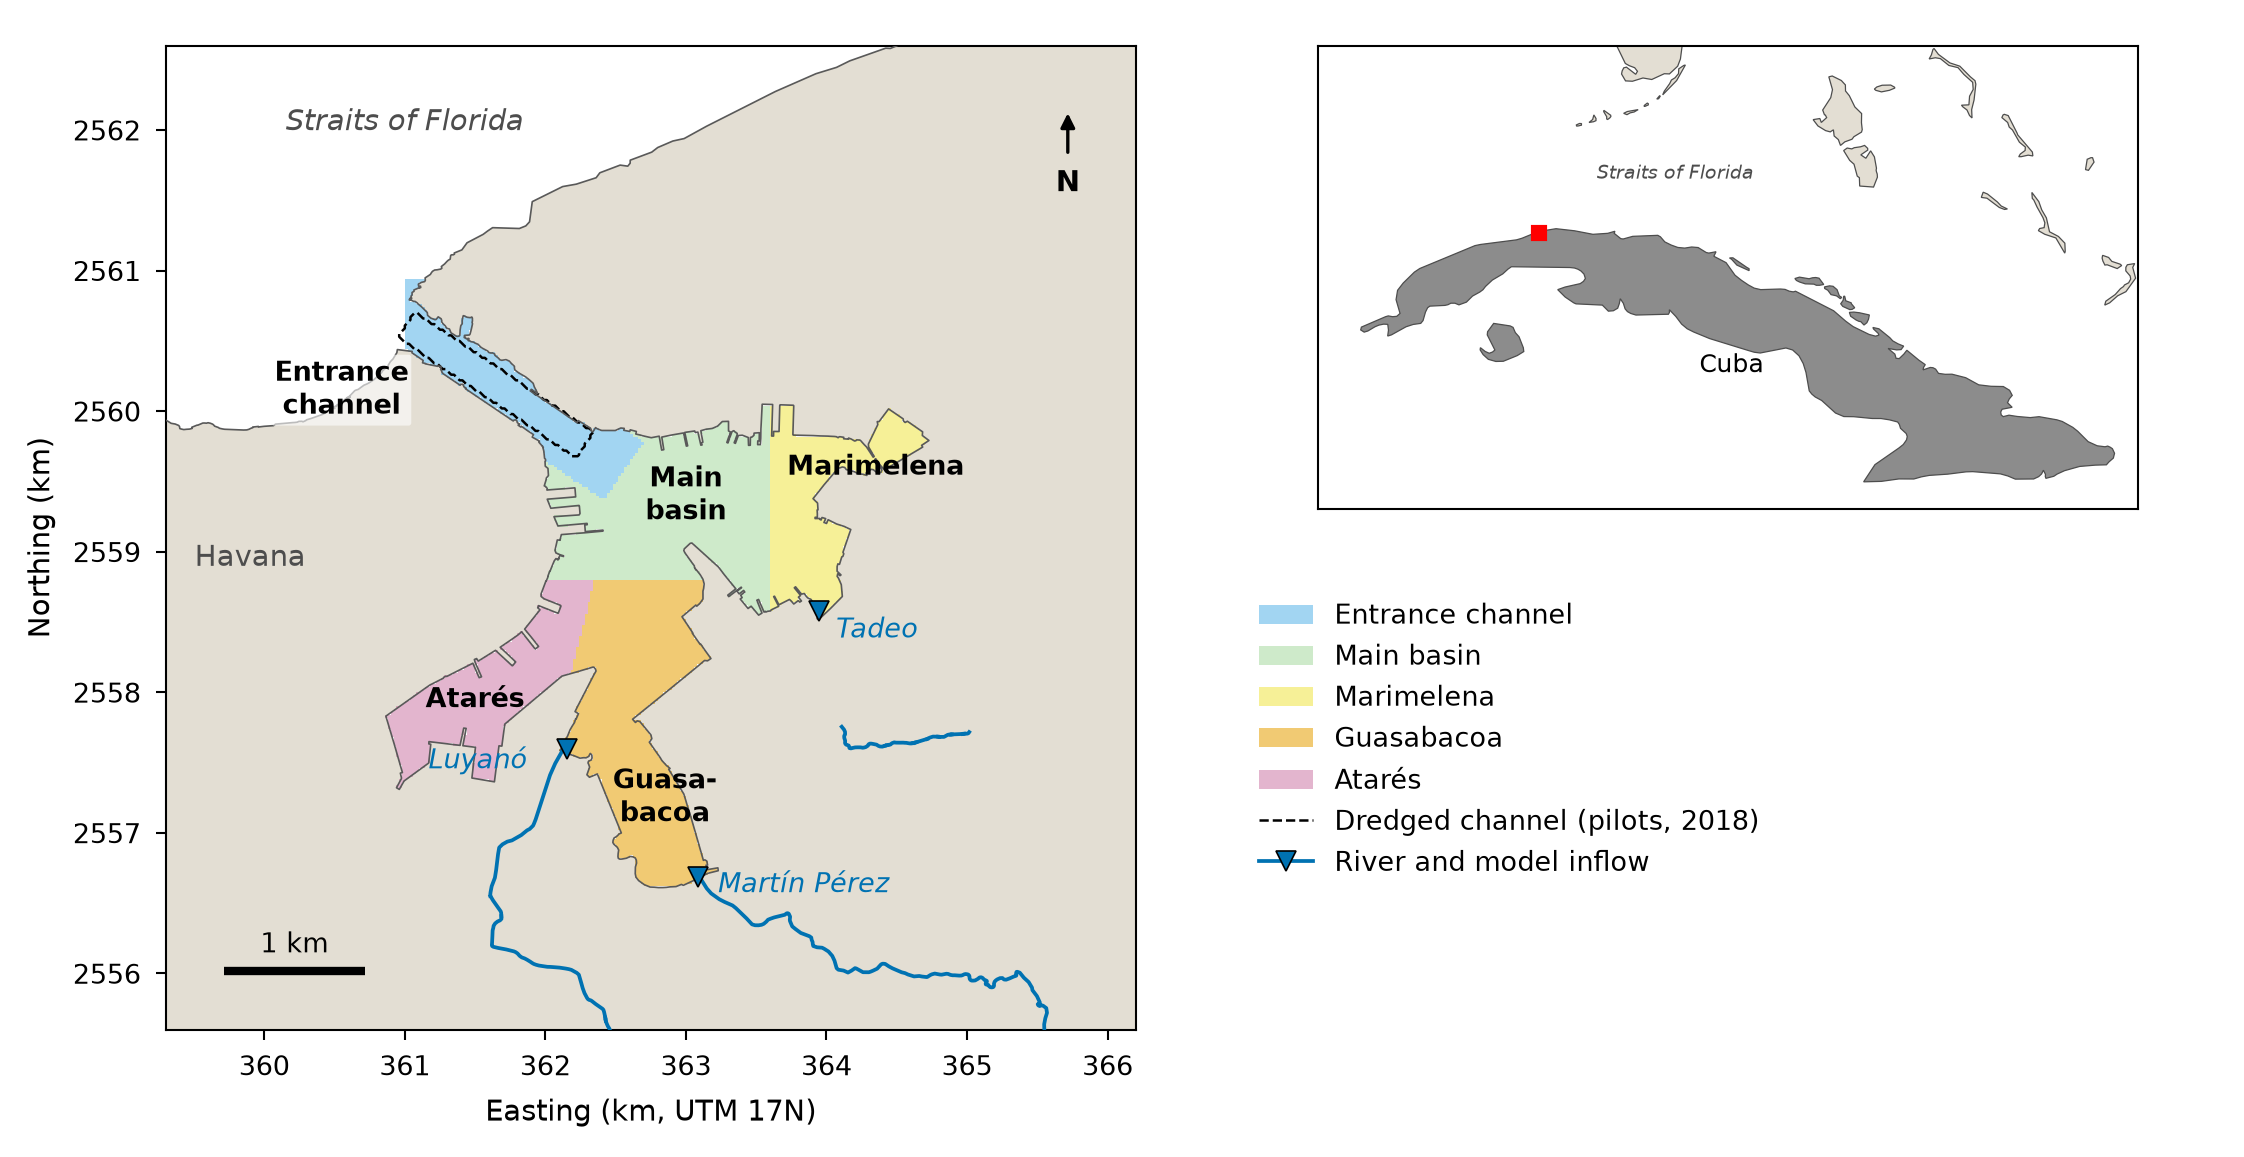 Straits of Florida
N
Entrance
channel
Main
basin
Marimelena
Havana
Tadeo
Atarés
Luyanó
Guasa-
bacoa
Martín Pérez
1 km
2562
2561
2560
2559
2558
2557
2556
Northing (km)
360
361
362
363
364
365
366
Easting (km, UTM 17N)
Straits of Florida
Cuba
Entrance channel
Main basin
Marimelena
Guasabacoa
Atarés
Dredged channel (pilots, 2018)
River and model inflow